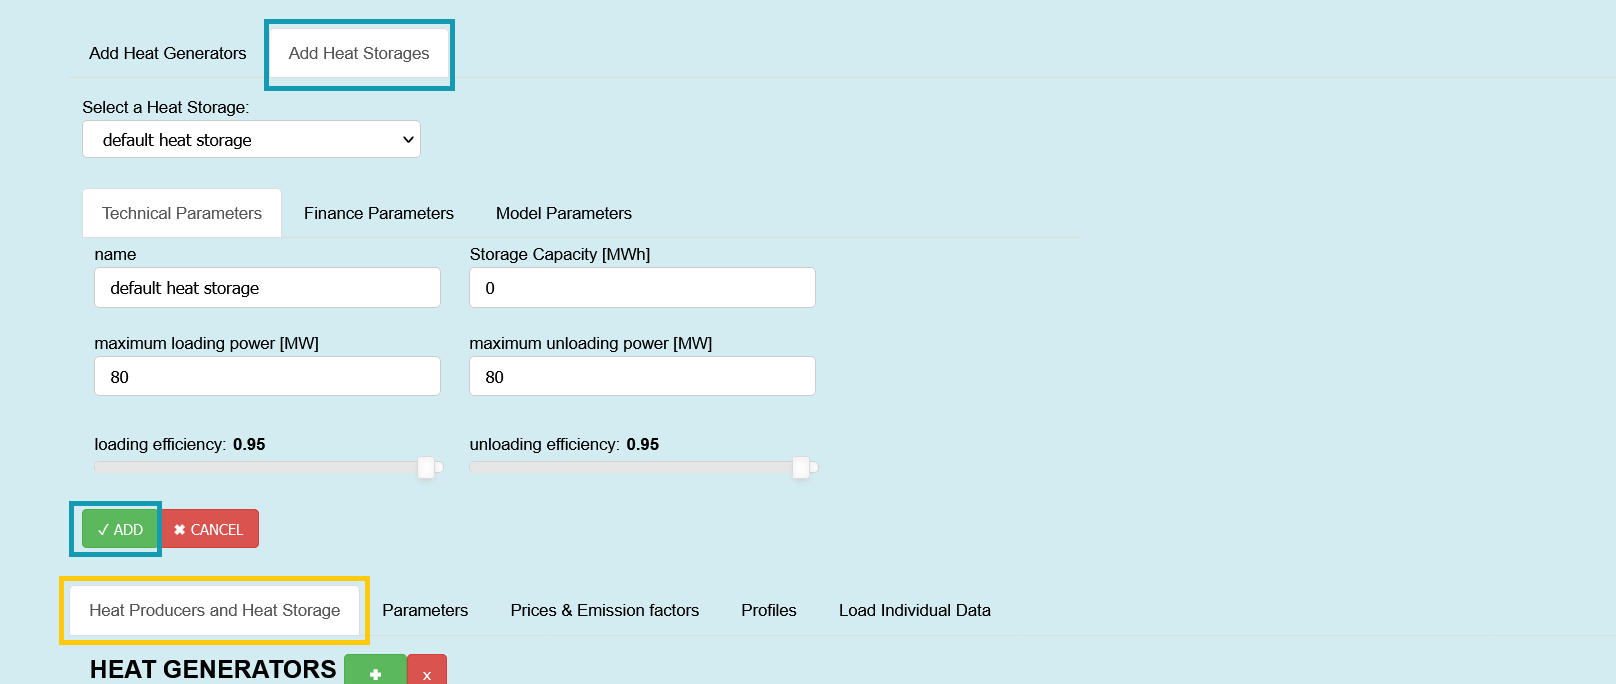 Add Heat Generators Add Heat Storages
Select a Heat Storage:
default heat storage
Technical Parameters Finance Parameters Model Parameters
name Storage Capacity [MWh]
default heat storage 0
maximum loading power [MW] maximum unloading power [MW]
80 80
loading efficiency: 0.95 unloading efficiency: 0.95
✓ ADD ✖ CANCEL
Heat Producers and Heat Storage Parameters Prices & Emission factors Profiles Load Individual Data
HEAT GENERATORS + x